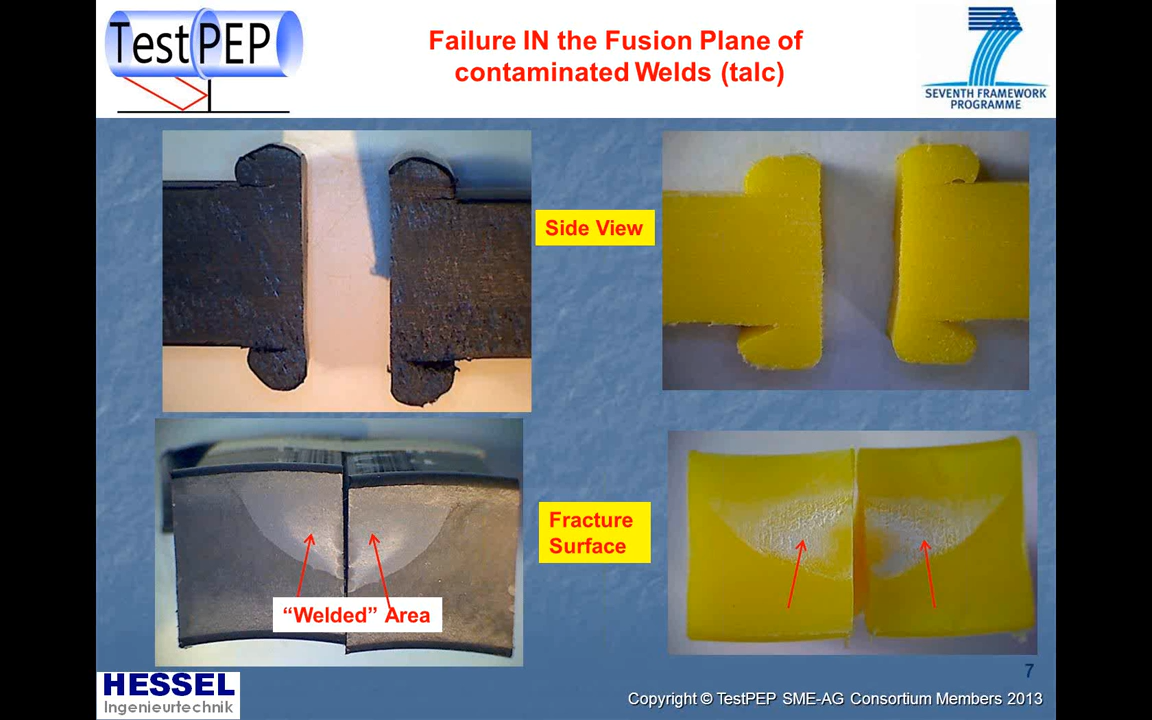 TestPEP
Failure IN the Fusion Plane of
contaminated Welds (talc)
SEVENTH FRAMEWORK
PROGRAMME
Side View
Fracture
Surface
“Welded” Area
7
HESSEL
Ingenieurtechnik
Copyright © TestPEP SME-AG Consortium Members 2013